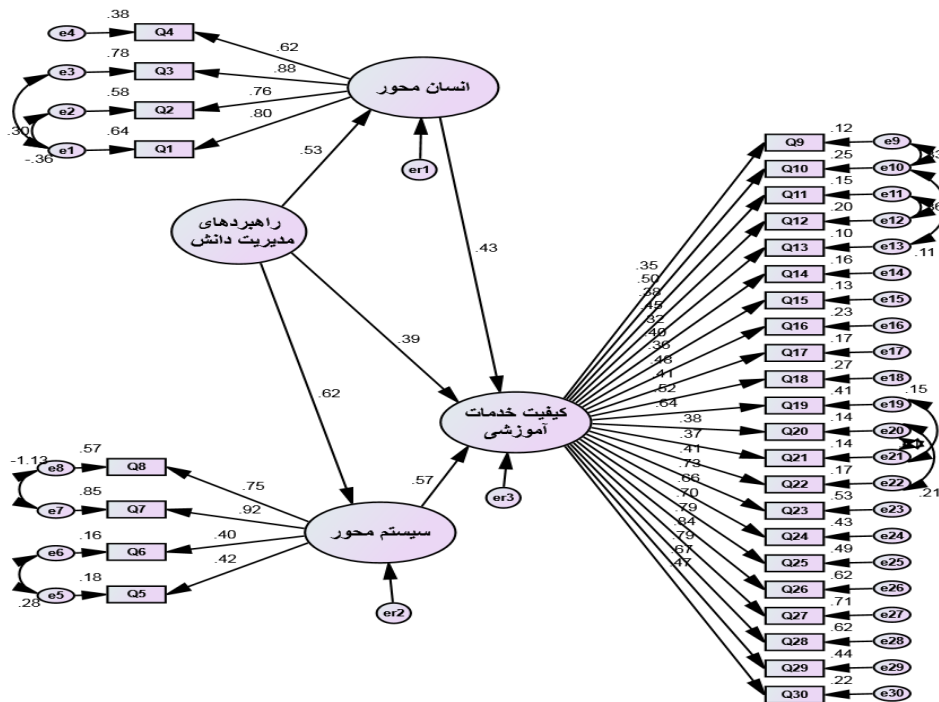 .38
e4
Q4
.62
.78
e3
Q3
.88
.58
e2
Q2
.76
.30
.64
e1
Q1
.80
-.36
انسان محور
er1
.53
راهبردهای
مدیریت دانش
.43
.39
.62
کیفیت خدمات
آموزشی
er3
.57
سیستم محور
er2
-1.13
.57
e8
Q8
.75
.85
e7
Q7
.92
.16
e6
Q6
.40
.18
e5
Q5
.42
.28
.35
.50
.38
.45
.32
.40
.36
.48
.41
.52
.64
.38
.37
.41
.73
.66
.70
.79
.84
.79
.67
.47
Q9
.12
e9
Q10
.25
e10
Q11
.15
e11
Q12
.20
e12
Q13
.10
e13
.11
Q14
.16
e14
Q15
.13
e15
Q16
.23
e16
Q17
.17
e17
Q18
.27
e18
.15
Q19
.41
e19
Q20
.14
e20
Q21
.14
e21
Q22
.17
e22
.21
Q23
.53
e23
Q24
.43
e24
Q25
.49
e25
Q26
.62
e26
Q27
.71
e27
Q28
.62
e28
Q29
.44
e29
Q30
.22
e30